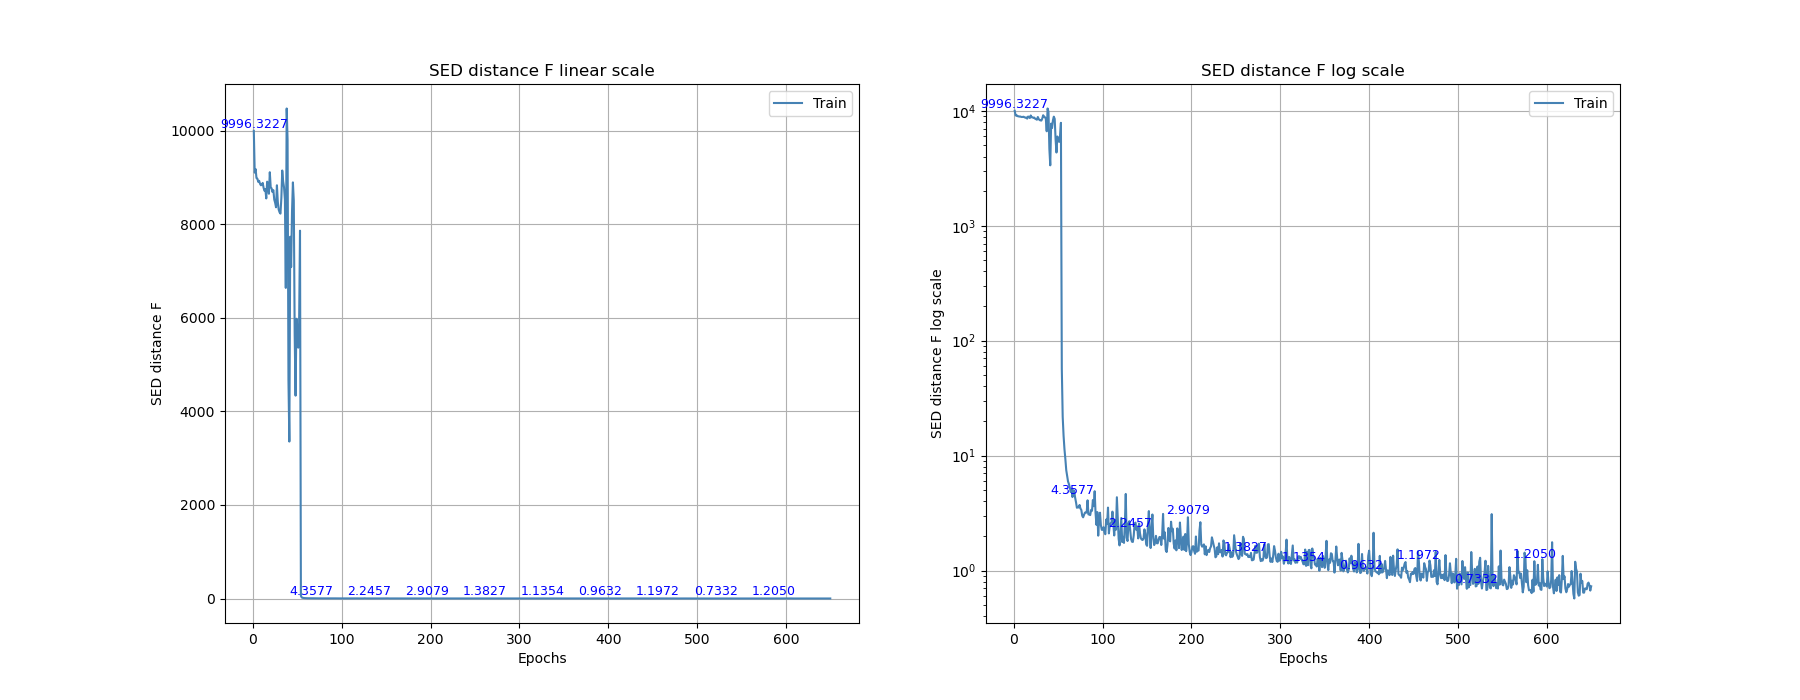 SED distance F linear scale
Train
9996.3227
10000
8000
6000
4000
2000
0
SED distance F
4.3577 2.2457 2.9079 1.3827 1.1354 0.9632 1.1972 0.7332 1.2050
0 100 200 300 400 500 600
Epochs
SED distance F log scale
Train
9996.3227
10⁴
10³
10²
10¹
10⁰
SED distance F log scale
4.3577
2.2457
2.9079
1.3827
1.1354
0.9632
1.1972
0.7332
1.2050
0 100 200 300 400 500 600
Epochs